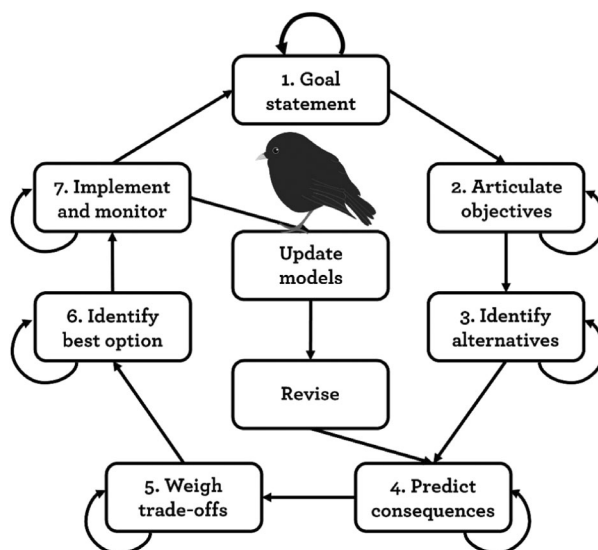 1. Goal
statement
2. Articulate
objectives
3. Identify
alternatives
4. Predict
consequences
5. Weigh
trade-offs
6. Identify
best option
7. Implement
and monitor
Update
models
Revise